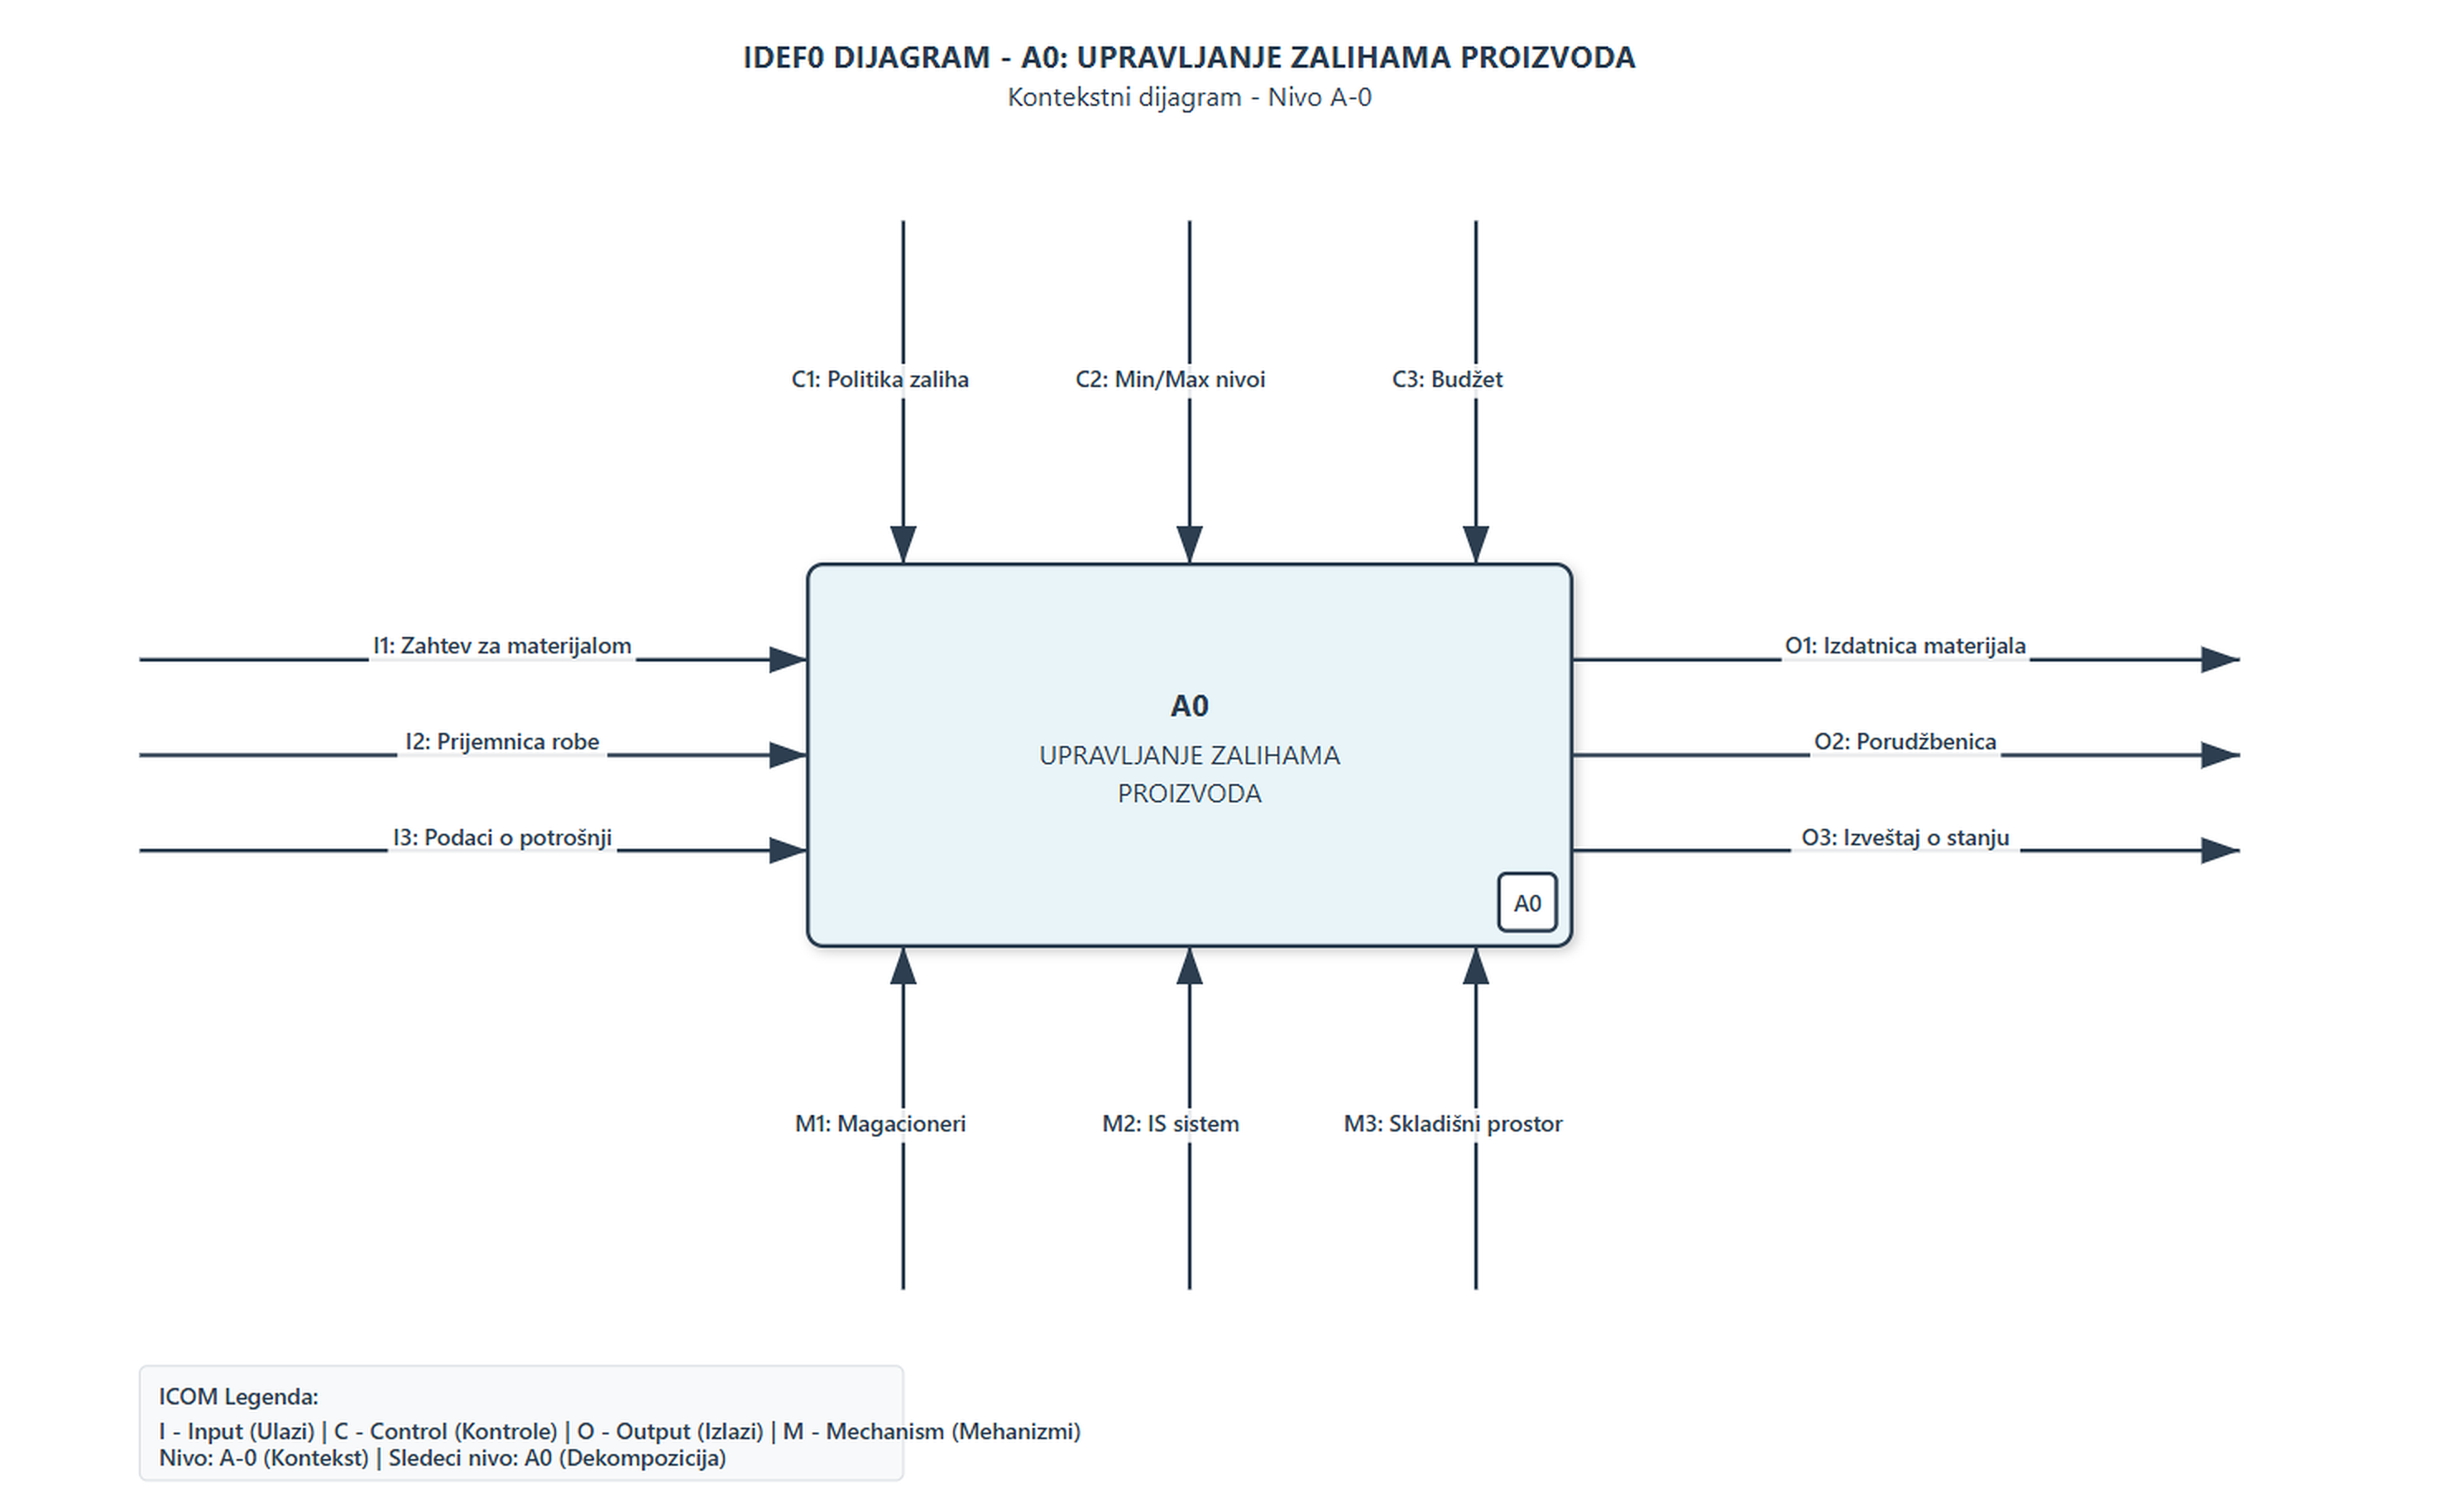 IDEF0 DIJAGRAM - A0: UPRAVLJANJE ZALIHAMA PROIZVODA
Kontekstni dijagram - Nivo A-0
C1: Politika zaliha
C2: Min/Max nivoi
C3: Budžet
I1: Zahtev za materijalom
O1: Izdatnica materijala
A0
I2: Prijemnica robe
UPRAVLJANJE ZALIHAMA
PROIZVODA
O2: Porudžbenica
I3: Podaci o potrošnji
O3: Izveštaj o stanju
A0
M1: Magacioneri
M2: IS sistem
M3: Skladišni prostor
ICOM Legenda:
I - Input (Ulazi) | C - Control (Kontrole) | O - Output (Izlazi) | M - Mechanism (Mehanizmi)
Nivo: A-0 (Kontekst) | Sledeci nivo: A0 (Dekompozicija)